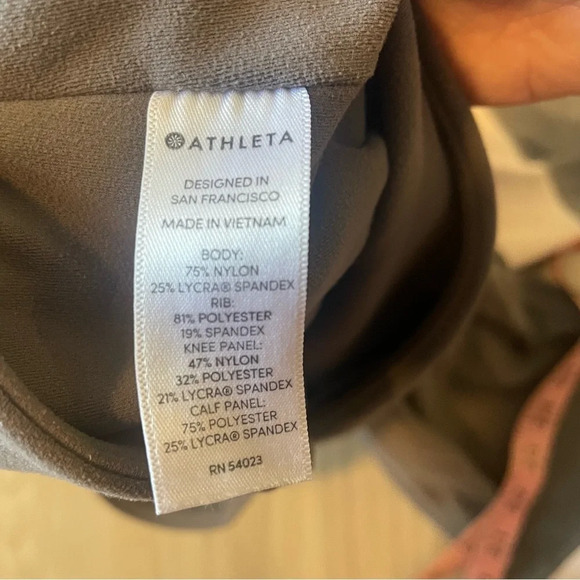 ATHLETA
DESIGNED IN
SAN FRANCISCO
MADE IN VIETNAM
BODY:
75% NYLON
25% LYCRA® SPANDEX
RIB:
81% POLYESTER
19% SPANDEX
KNEE PANEL:
47% NYLON
32% POLYESTER
21% LYCRA® SPANDEX
CALF PANEL:
75% POLYESTER
25% LYCRA® SPANDEX
RN 54023